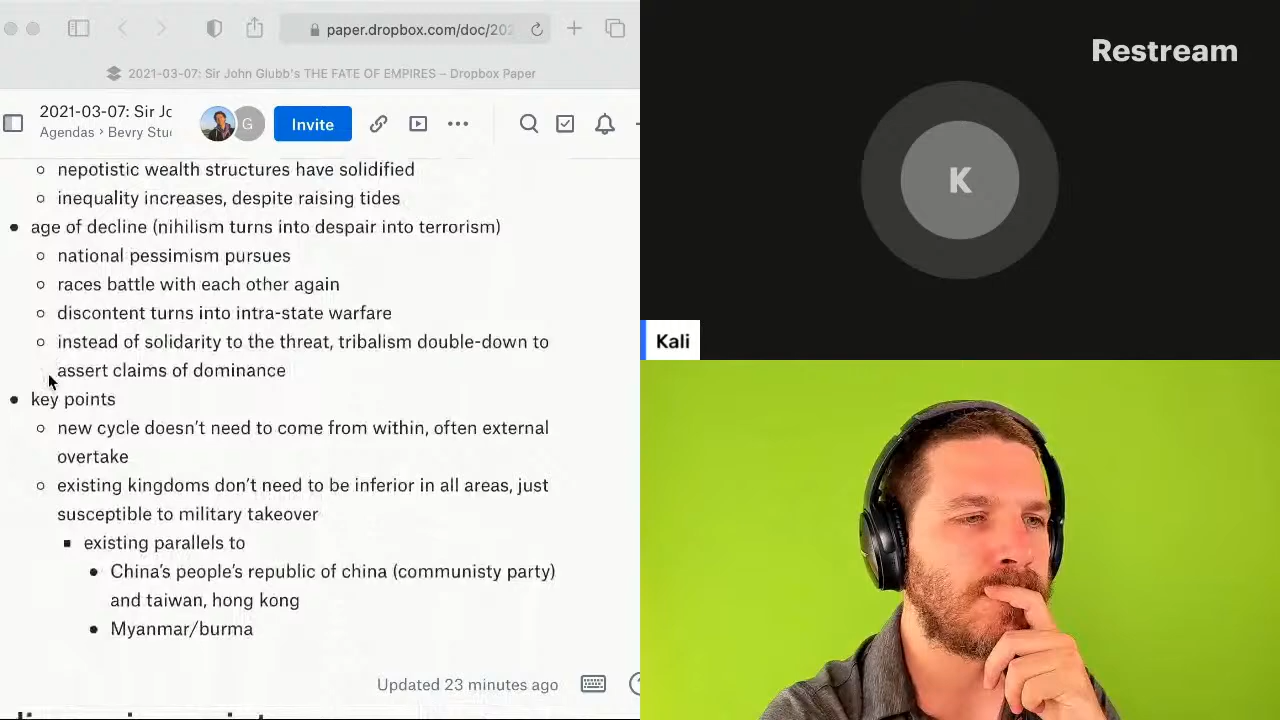 paper.dropbox.com/doc/202
2021-03-07: Sir John Glubb's THE FATE OF EMPIRES – Dropbox Paper
2021-03-07: Sir Jc
Agendas › Bevry Stu
G
Invite
nepotistic wealth structures have solidified
inequality increases, despite raising tides
age of decline (nihilism turns into despair into terrorism)
national pessimism pursues
races battle with each other again
discontent turns into intra-state warfare
instead of solidarity to the threat, tribalism double-down to
assert claims of dominance
key points
new cycle doesn't need to come from within, often external
overtake
existing kingdoms don't need to be inferior in all areas, just
susceptible to military takeover
existing parallels to
China's people's republic of china (communisty party)
and taiwan, hong kong
Myanmar/burma
Updated 23 minutes ago
Restream
K
Kali